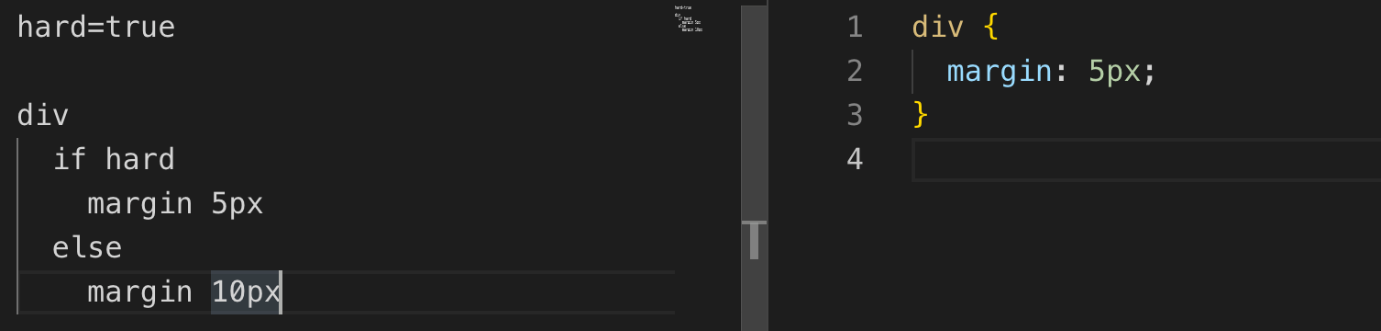 hard=true
div
if hard
margin 5px
else
margin 10px
1 div {
2 margin: 5px;
3 }
4